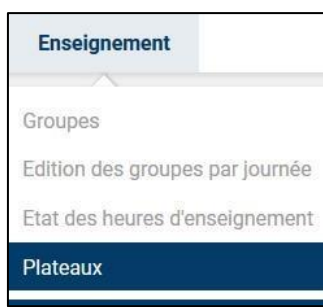 Enseignement
Groupes
Edition des groupes par journée
Etat des heures d'enseignement
Plateaux